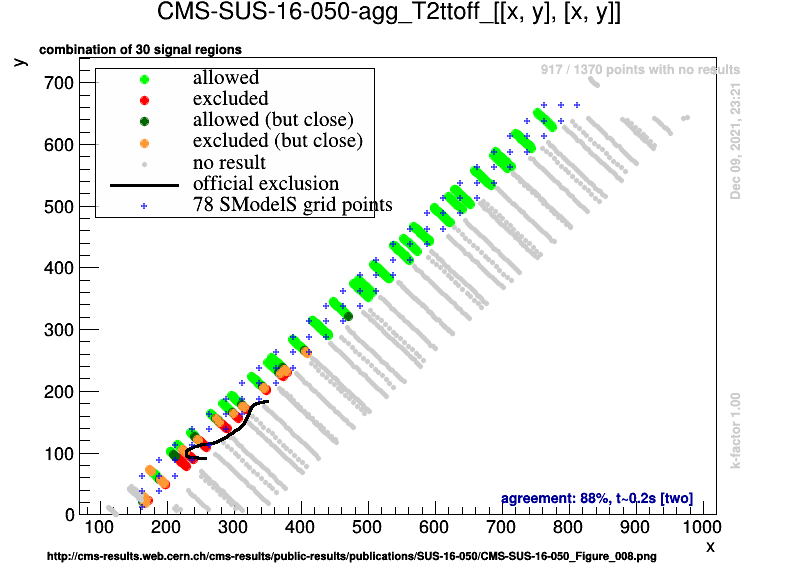 CMS-SUS-16-050-agg_T2ttoff_[[x, y], [x, y]]
combination of 30 signal regions
y
917 / 1370 points with no results
allowed
excluded
allowed (but close)
excluded (but close)
no result
official exclusion
78 SModelS grid points
Dec 09, 2021, 23:21
k-factor 1.00
700
600
500
400
300
200
100
0
agreement: 88%, t~0.2s [two]
100 200 300 400 500 600 700 800 900 1000
x
http://cms-results.web.cern.ch/cms-results/public-results/publications/SUS-16-050/CMS-SUS-16-050_Figure_008.png